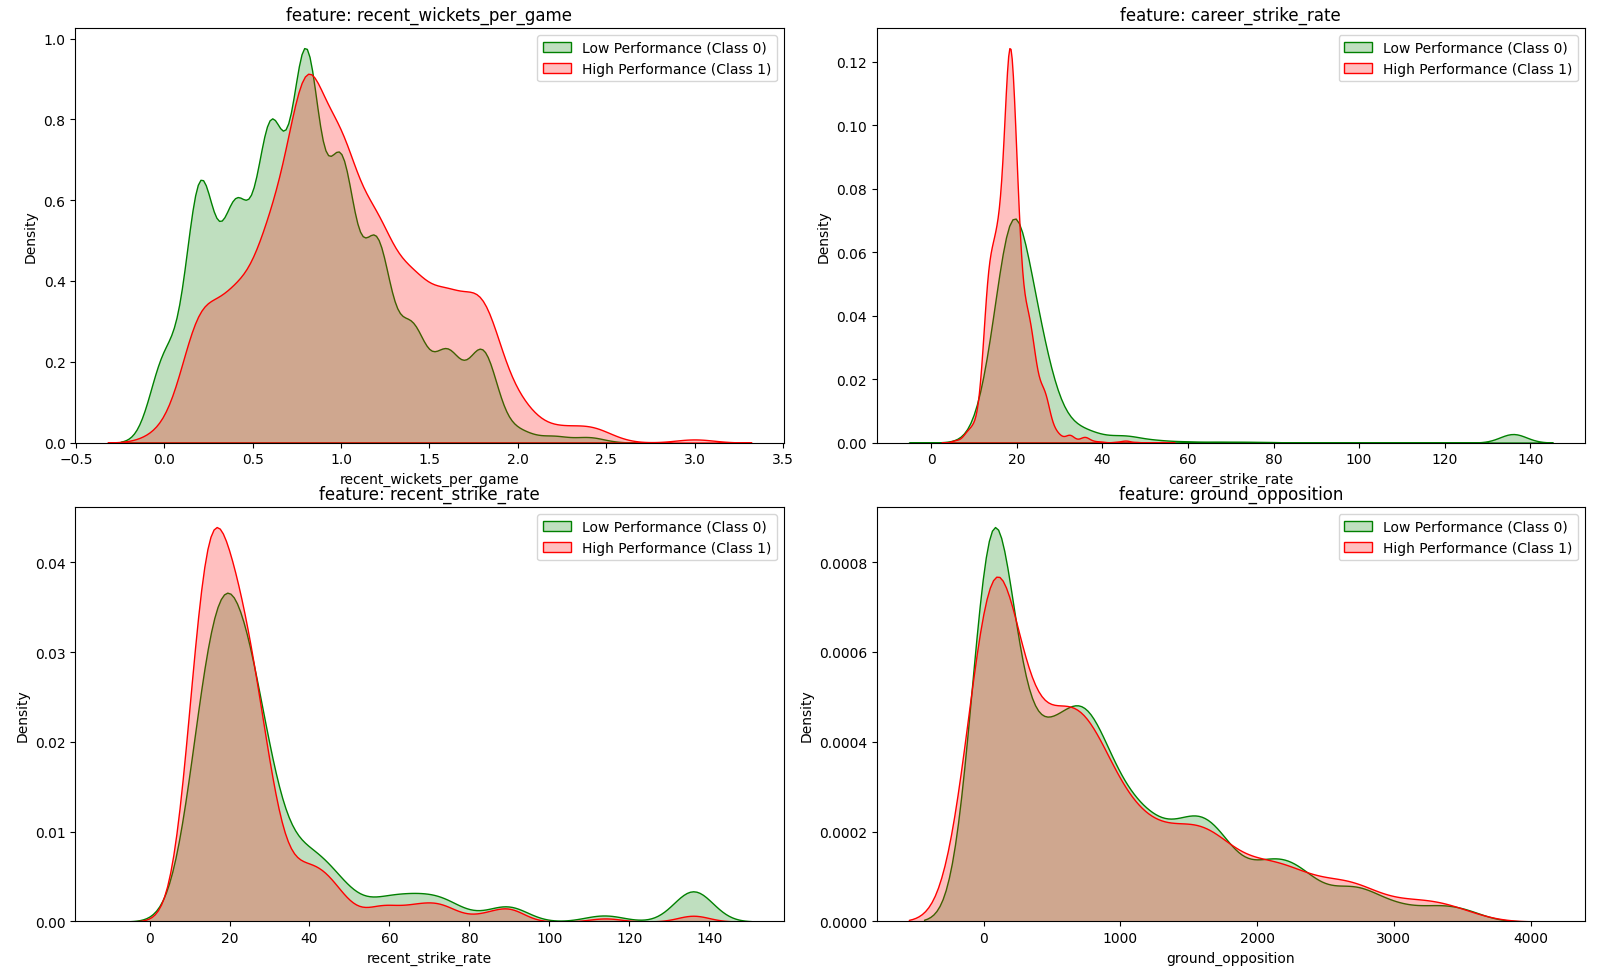 feature: recent_wickets_per_game
Low Performance (Class 0)
High Performance (Class 1)
Density
1.0
0.8
0.6
0.4
0.2
0.0
−0.5 0.0 0.5 1.0 1.5 2.0 2.5 3.0 3.5
recent_wickets_per_game
feature: career_strike_rate
Low Performance (Class 0)
High Performance (Class 1)
Density
0.12
0.10
0.08
0.06
0.04
0.02
0.00
0 20 40 60 80 100 120 140
career_strike_rate
feature: recent_strike_rate
Low Performance (Class 0)
High Performance (Class 1)
Density
0.04
0.03
0.02
0.01
0.00
0 20 40 60 80 100 120 140
recent_strike_rate
feature: ground_opposition
Low Performance (Class 0)
High Performance (Class 1)
Density
0.0008
0.0006
0.0004
0.0002
0.0000
0 1000 2000 3000 4000
ground_opposition